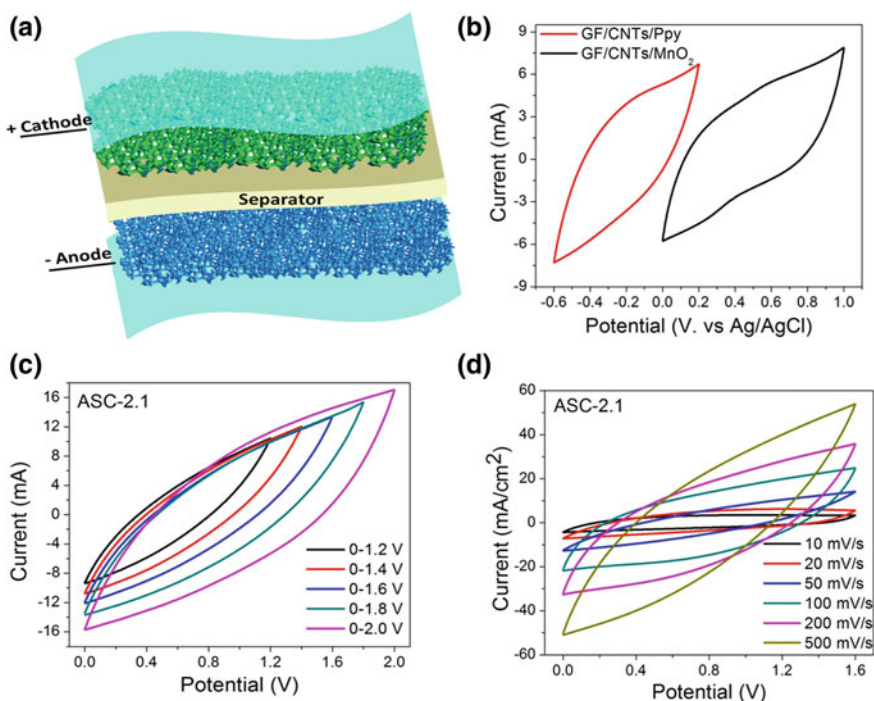 (a)
+ Cathode
Separator
- Anode
(b)
GF/CNTs/Ppy
GF/CNTs/MnO2
9
6
3
0
-3
-6
-9
Current (mA)
-0.6 -0.4 -0.2 0.0 0.2 0.4 0.6 0.8 1.0
Potential (V. vs Ag/AgCl)
(c)
ASC-2.1
16
12
8
4
0
-4
-8
-12
-16
Current (mA)
0-1.2 V
0-1.4 V
0-1.6 V
0-1.8 V
0-2.0 V
0.0 0.4 0.8 1.2 1.6 2.0
Potential (V)
(d)
ASC-2.1
60
40
20
0
-20
-40
-60
Current (mA/cm2)
10 mV/s
20 mV/s
50 mV/s
100 mV/s
200 mV/s
500 mV/s
0.0 0.4 0.8 1.2 1.6
Potential (V)